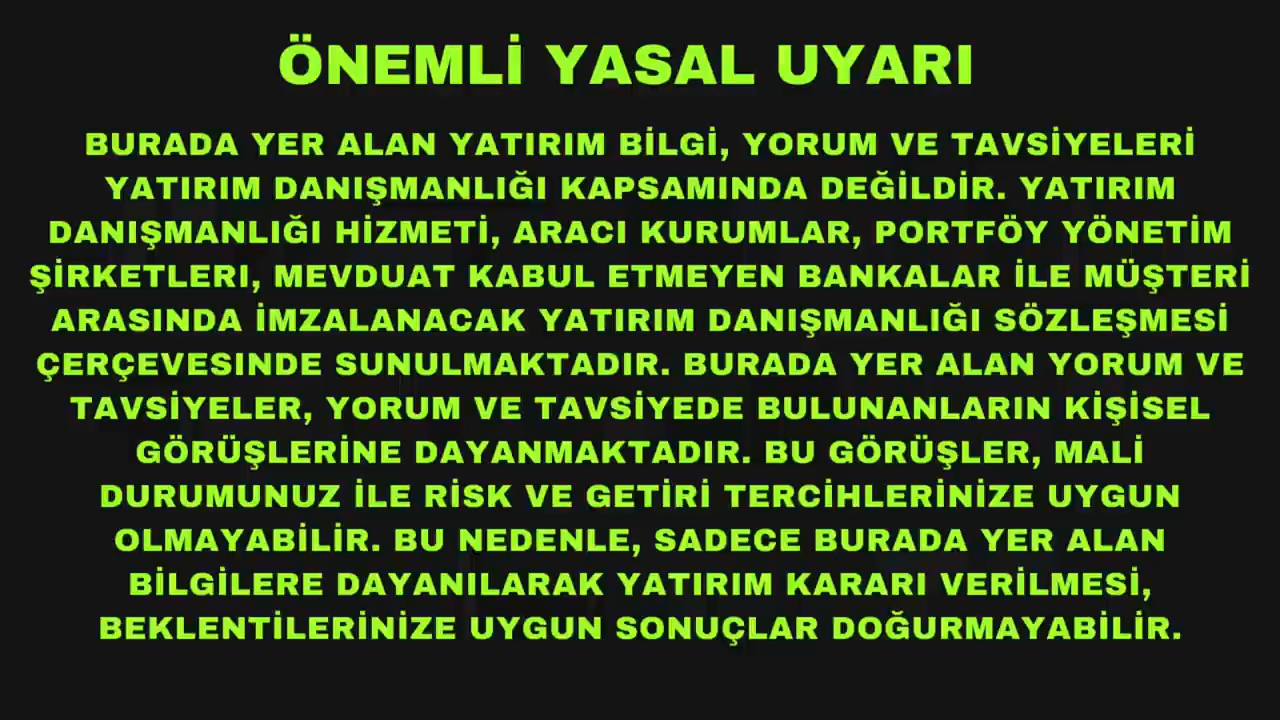 ÖNEMLİ YASAL UYARI
BURADA YER ALAN YATIRIM BİLGİ, YORUM VE TAVSİYELERİ
YATIRIM DANIŞMANLIĞI KAPSAMINDA DEĞİLDİR. YATIRIM
DANIŞMANLIĞI HİZMETİ, ARACI KURUMLAR, PORTFÖY YÖNETİM
ŞİRKETLERI, MEVDUAT KABUL ETMEYEN BANKALAR İLE MÜŞTERİ
ARASINDA İMZALANACAK YATIRIM DANIŞMANLIĞI SÖZLEŞMESİ
ÇERÇEVESİNDE SUNULMAKTADIR. BURADA YER ALAN YORUM VE
TAVSİYELER, YORUM VE TAVSİYEDE BULUNANLARIN KİŞİSEL
GÖRÜŞLERİNE DAYANMAKTADIR. BU GÖRÜŞLER, MALİ
DURUMUNUZ İLE RİSK VE GETİRİ TERCİHLERİNİZE UYGUN
OLMAYABİLİR. BU NEDENLE, SADECE BURADA YER ALAN
BİLGİLERE DAYANILARAK YATIRIM KARARI VERİLMESİ,
BEKLENTİLERİNİZE UYGUN SONUÇLAR DOĞURMAYABİLİR.